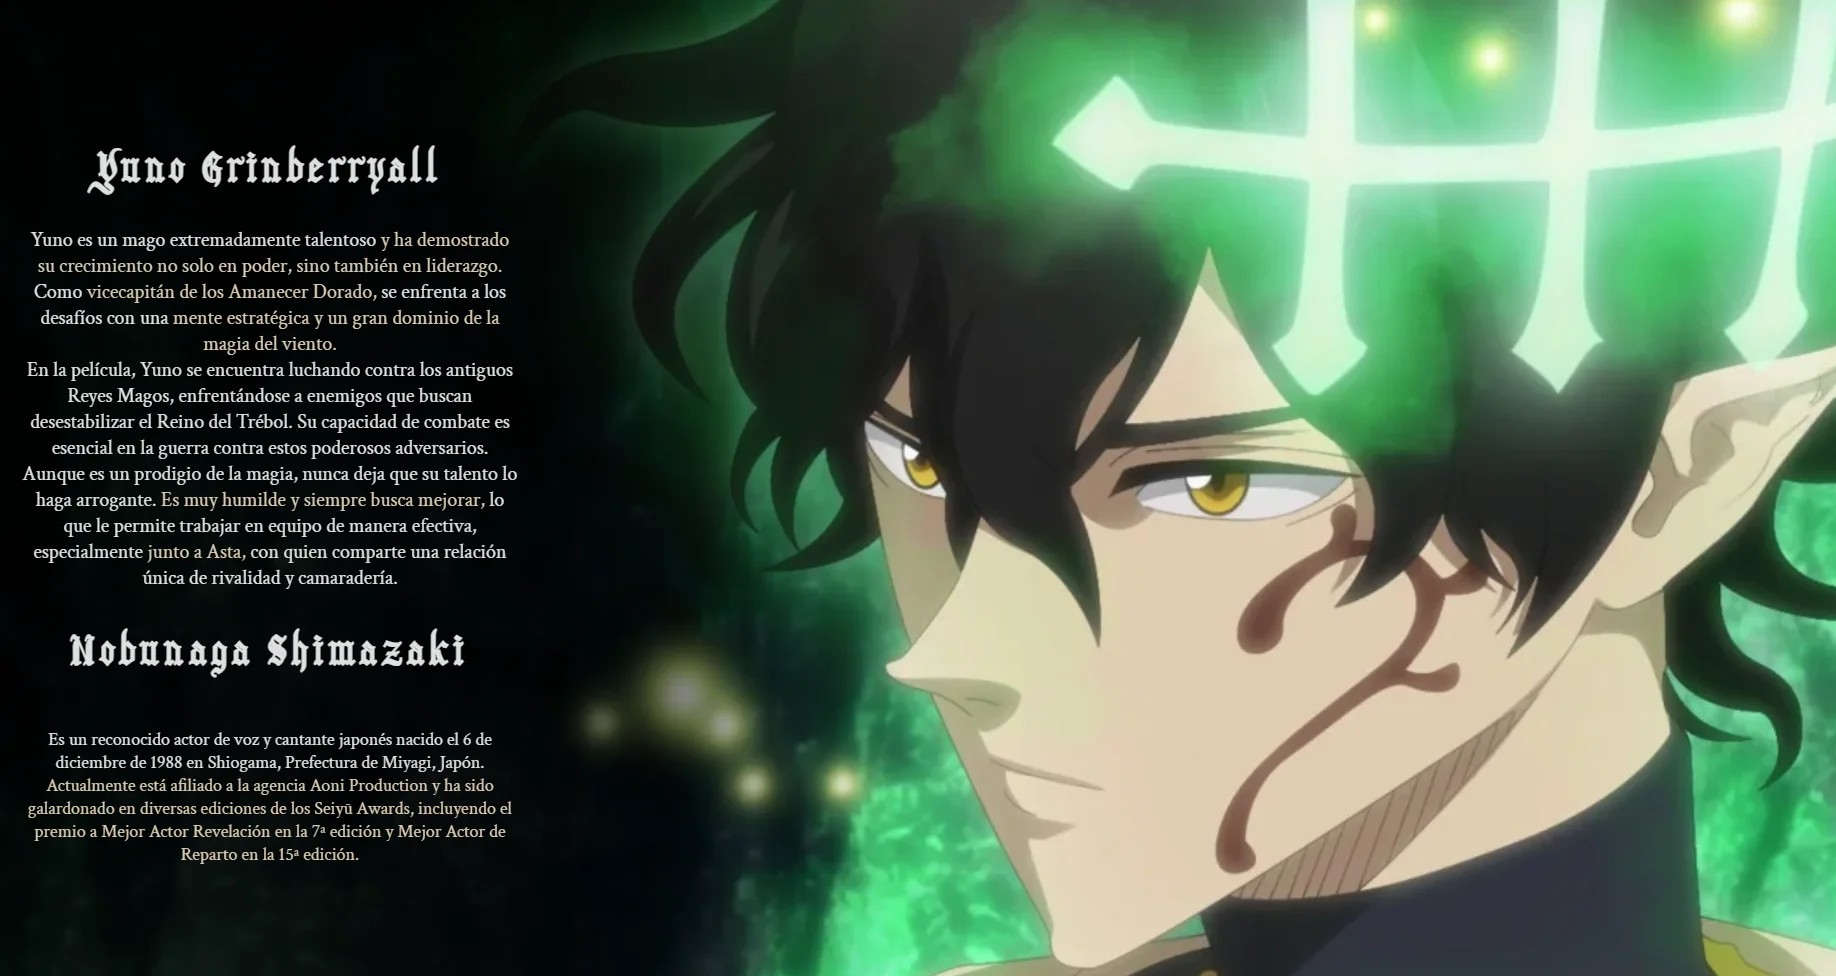 Yuno Grinberryall
Yuno es un mago extremadamente talentoso y ha demostrado
su crecimiento no solo en poder, sino también en liderazgo.
Como vicecapitán de los Amanecer Dorado, se enfrenta a los
desafíos con una mente estratégica y un gran dominio de la
magia del viento.
En la película, Yuno se encuentra luchando contra los antiguos
Reyes Magos, enfrentándose a enemigos que buscan
desestabilizar el Reino del Trébol. Su capacidad de combate es
esencial en la guerra contra estos poderosos adversarios.
Aunque es un prodigio de la magia, nunca deja que su talento lo
haga arrogante. Es muy humilde y siempre busca mejorar, lo
que le permite trabajar en equipo de manera efectiva,
especialmente junto a Asta, con quien comparte una relación
única de rivalidad y camaradería.
Nobunaga Shimazaki
Es un reconocido actor de voz y cantante japonés nacido el 6 de
diciembre de 1988 en Shiogama, Prefectura de Miyagi, Japón.
Actualmente está afiliado a la agencia Aoni Production y ha sido
galardonado en diversas ediciones de los Seiyū Awards, incluyendo el
premio a Mejor Actor Revelación en la 7ª edición y Mejor Actor de
Reparto en la 15ª edición.